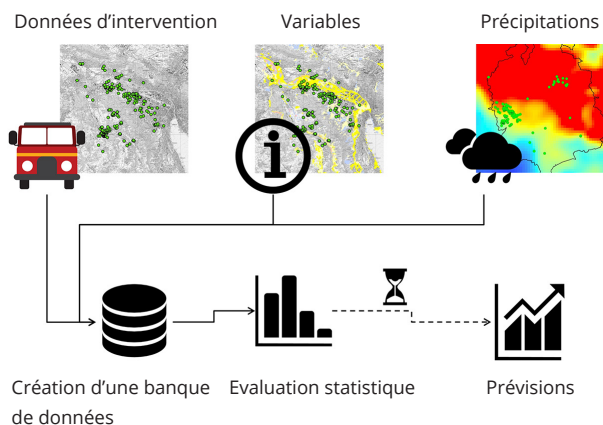 Données d’intervention
Variables
Précipitations
Création d’une banque
de données
Evaluation statistique
Prévisions